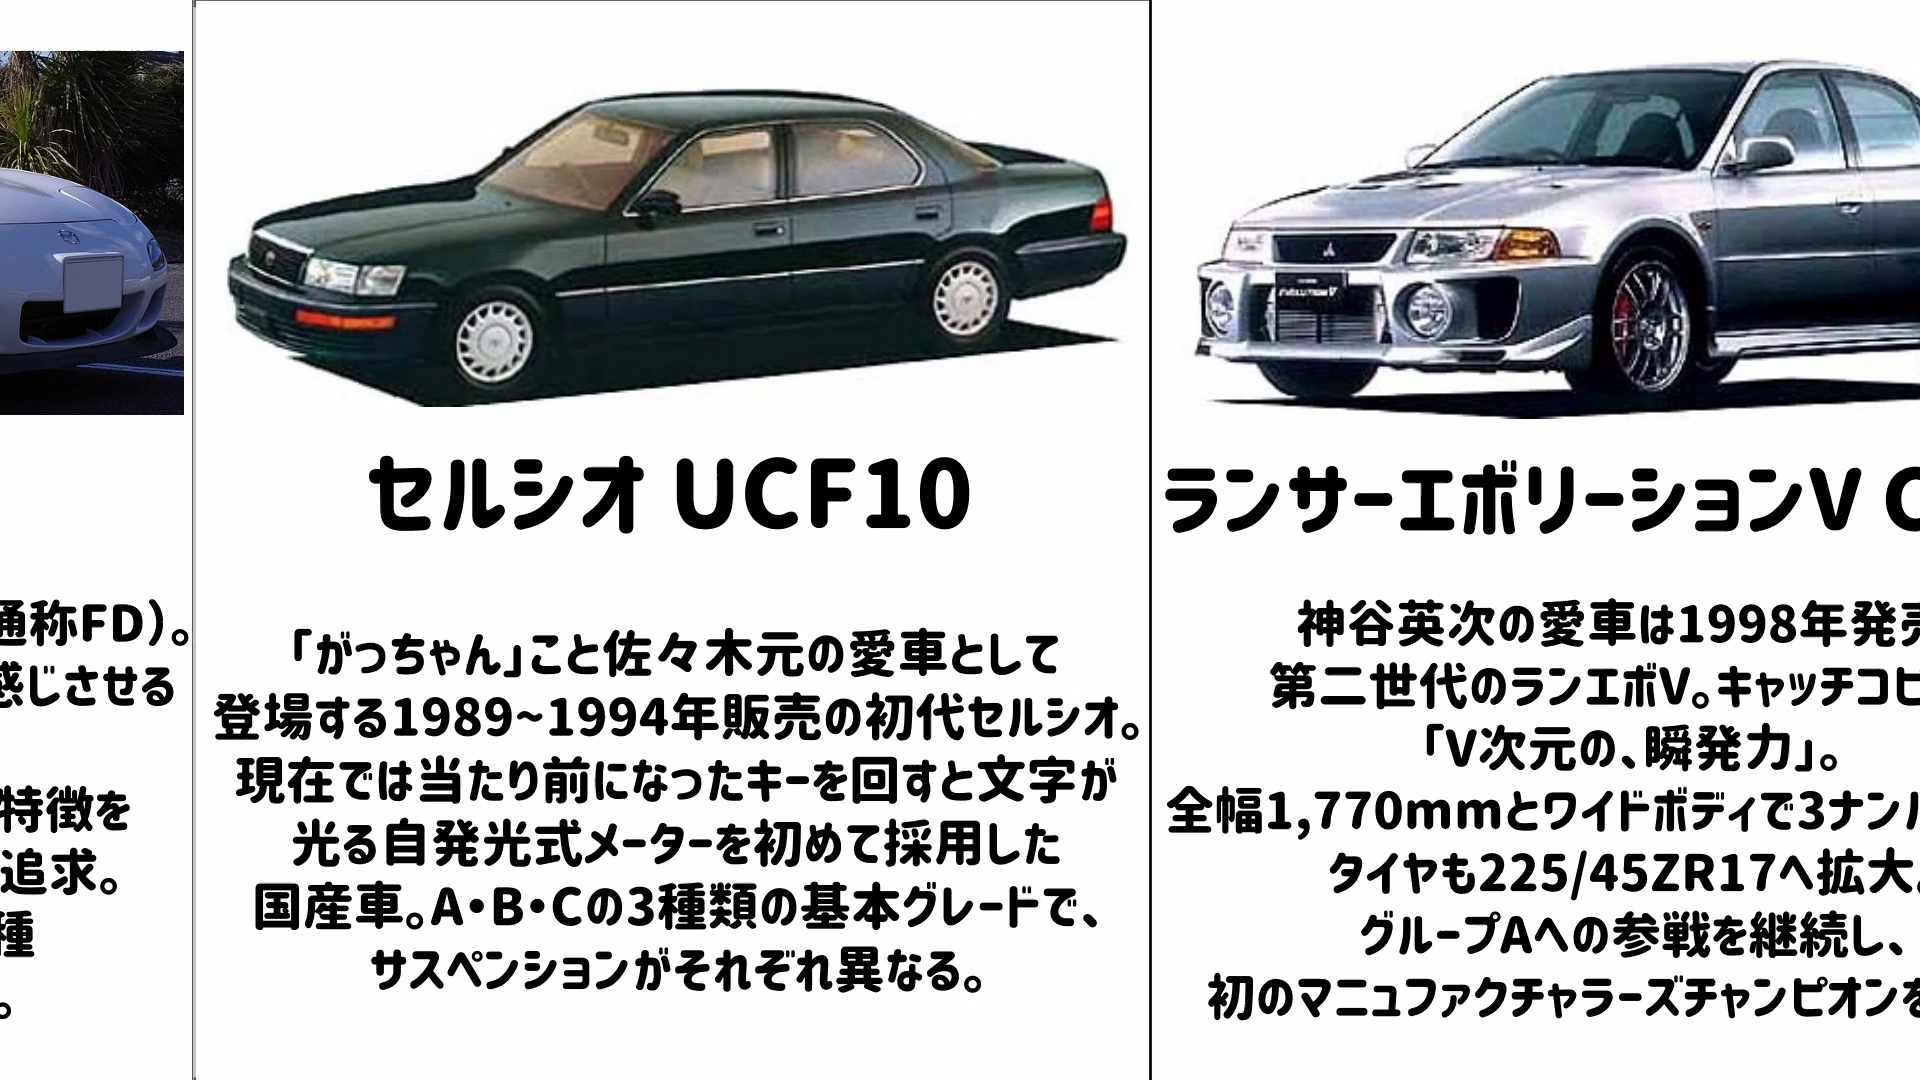 通称FD）。
感じさせる
特徴を
追求。
種
。
セルシオ UCF10
「がっちゃん」こと佐々木元の愛車として
登場する1989~1994年販売の初代セルシオ。
現在では当たり前になったキーを回すと文字が
光る自発光式メーターを初めて採用した
国産車。A・B・Cの3種類の基本グレードで、
サスペンションがそれぞれ異なる。
EVOLUTION V
ランサーエボリーションV C
神谷英次の愛車は1998年発売
第二世代のランエボV。キャッチコピ
「V次元の、瞬発力」。
全幅1,770mmとワイドボディで3ナン
タイヤも225/45ZR17へ拡大。
グループAへの参戦を継続し、
初のマニュファクチャラーズチャンピオンを